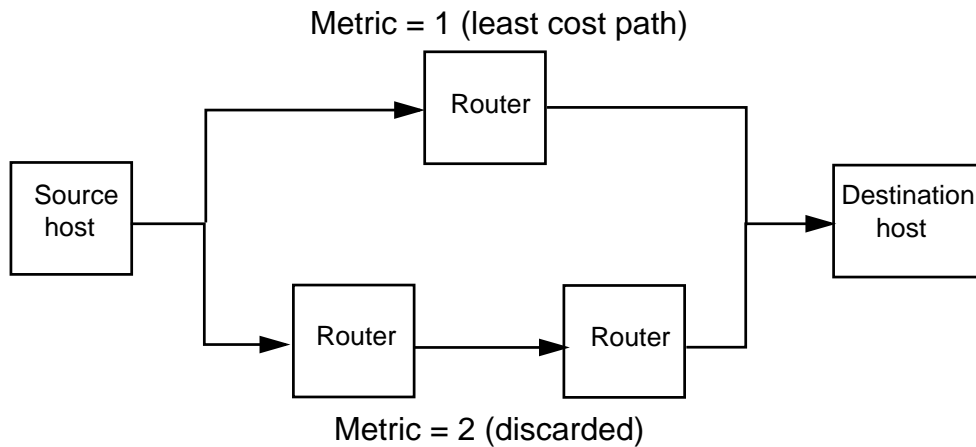 Metric = 1 (least cost path)
Router
Source
host
Destination
host
Router
Router
Metric = 2 (discarded)